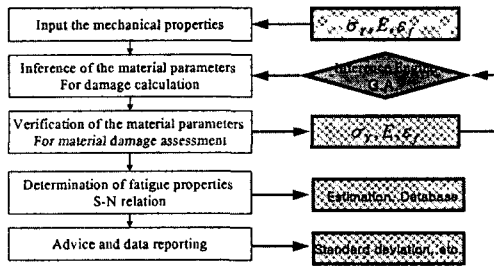 Input the mechanical properties
σ_Y, E, ε_f
Inference of the material parameters
For damage calculation
G.A.
Verification of the material parameters
For material damage assessment
σ_Y, E, ε_f
Determination of fatigue properties
S-N relation
Estimation, Database
Advice and data reporting
Standard deviation, etc.